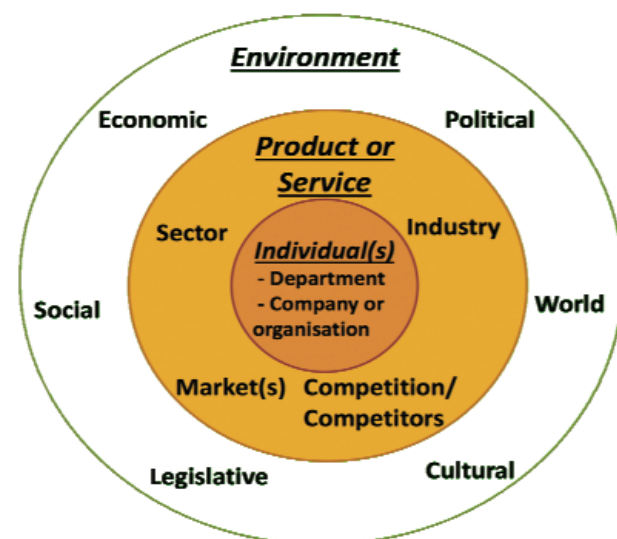 Environment
Economic
Political
Product or
Service
Sector
Industry
Individual(s)
- Department
- Company or
organisation
Social
World
Market(s)
Competition/
Competitors
Legislative
Cultural